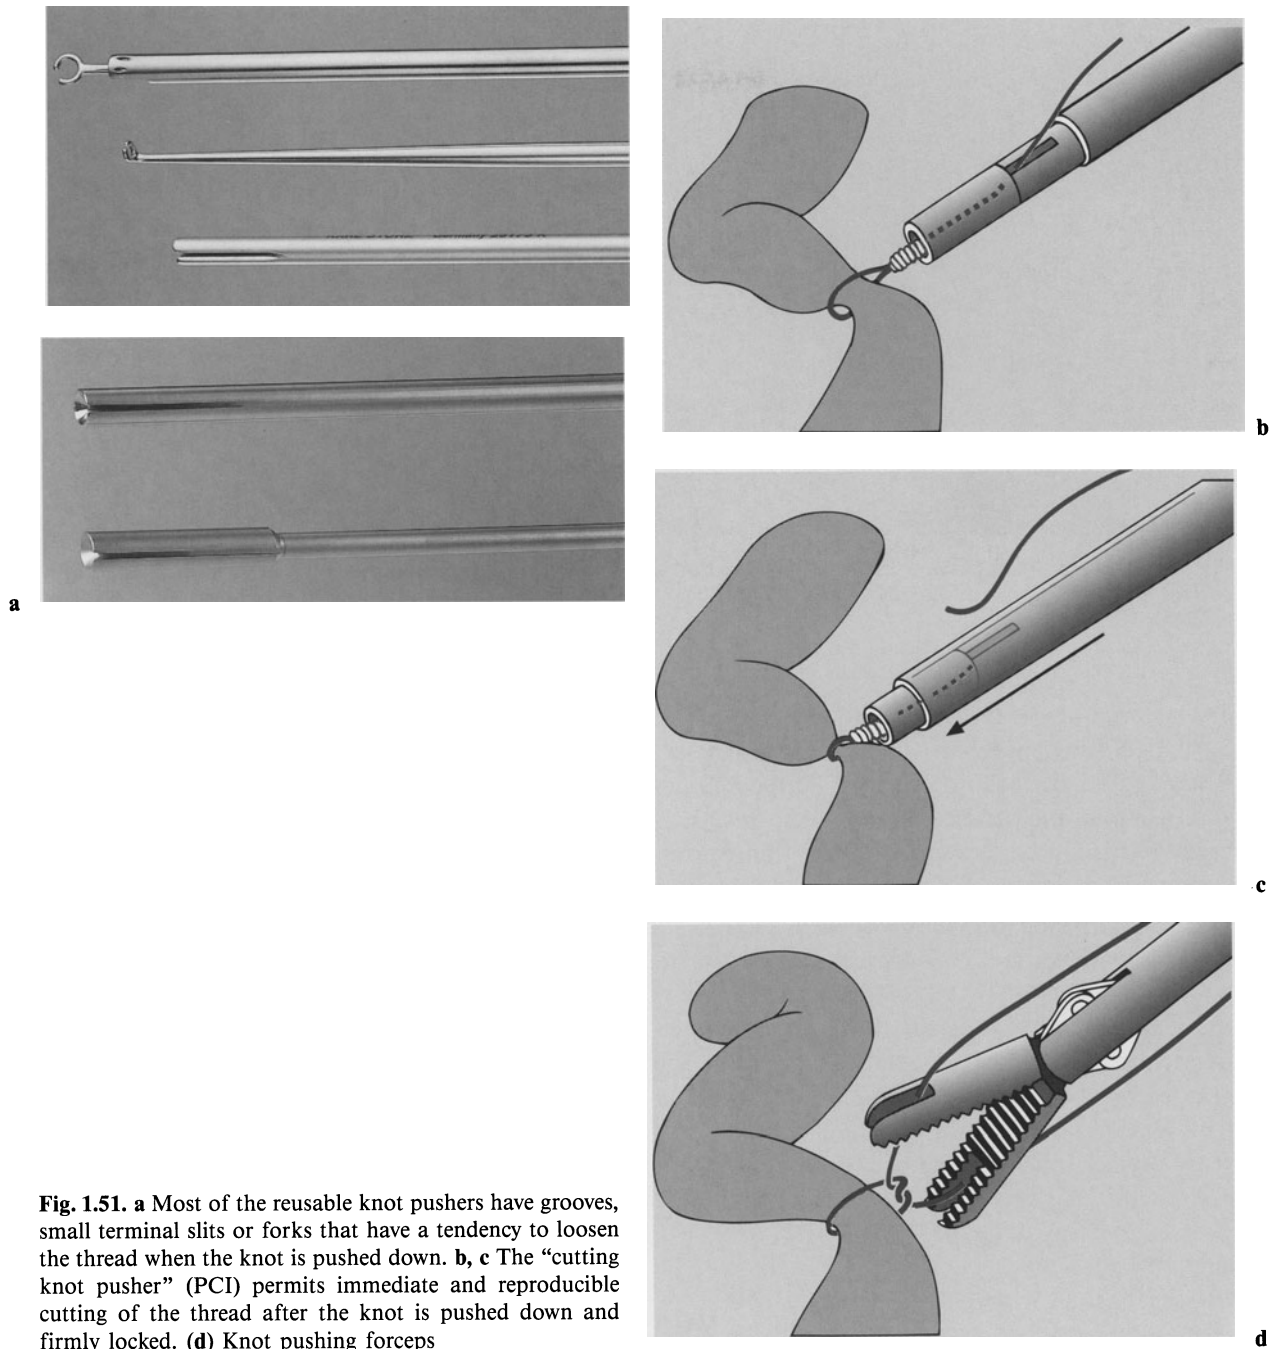 a
b
c
d
Fig. 1.51. a Most of the reusable knot pushers have grooves,
small terminal slits or forks that have a tendency to loosen
the thread when the knot is pushed down. b, c The “cutting
knot pusher” (PCI) permits immediate and reproducible
cutting of the thread after the knot is pushed down and
firmly locked. (d) Knot pushing forceps